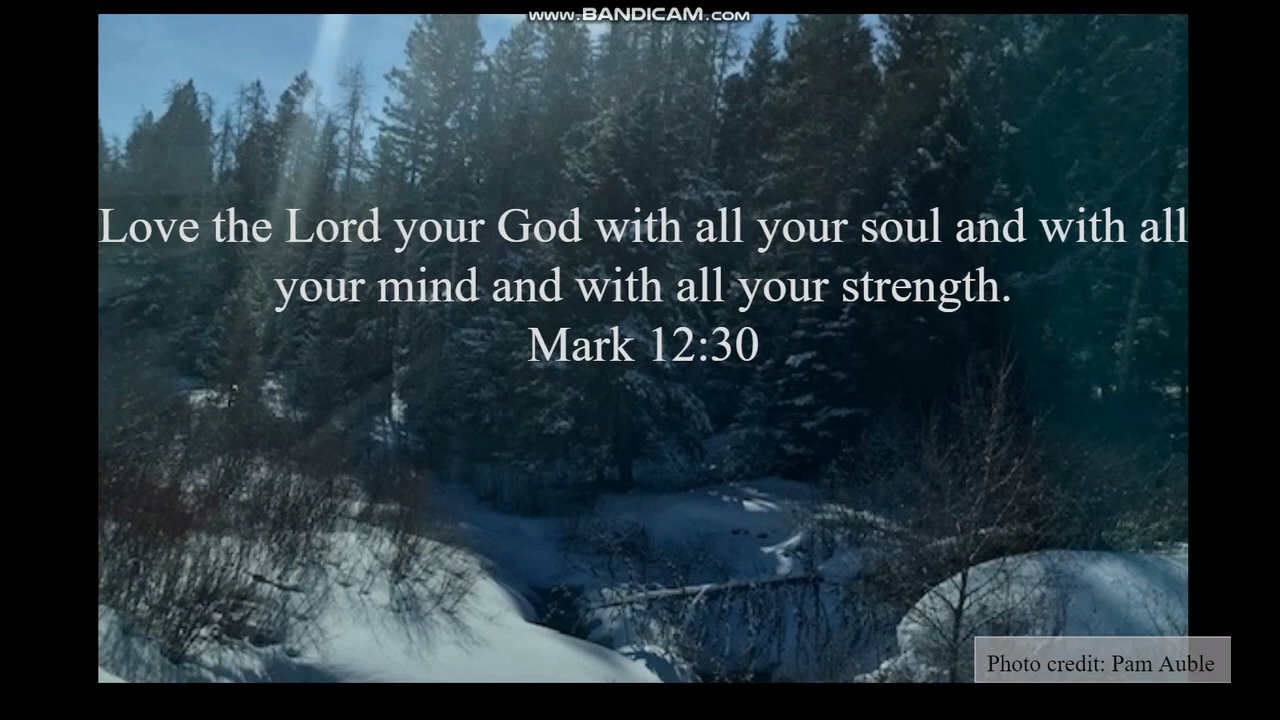 www.BANDICAM.com
Love the Lord your God with all your soul and with all
your mind and with all your strength.
Mark 12:30
Photo credit: Pam Auble